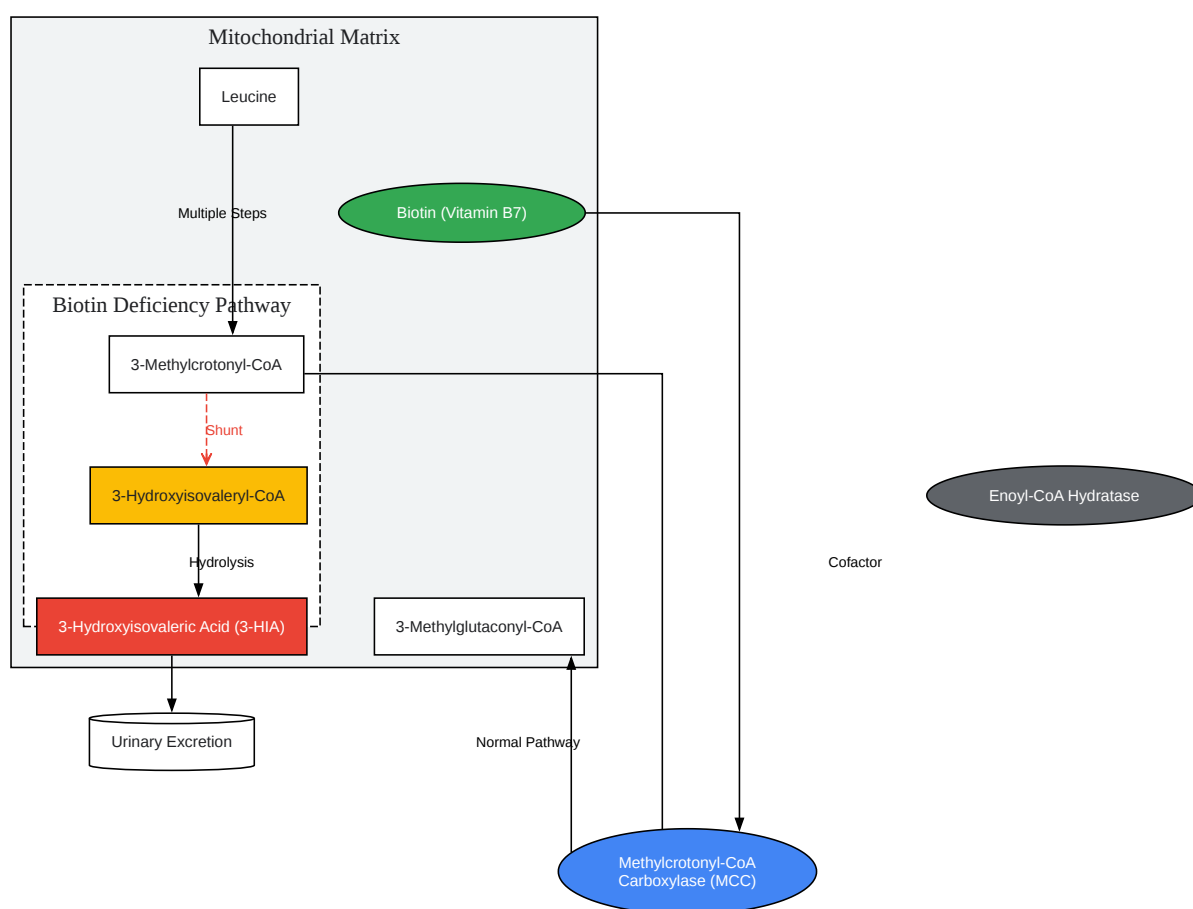 Mitochondrial Matrix
Leucine
Multiple Steps
Biotin (Vitamin B7)
Biotin Deficiency Pathway
3-Methylcrotonyl-CoA
Shunt
3-Hydroxyisovaleryl-CoA
Enoyl-CoA Hydratase
Hydrolysis
Cofactor
3-Hydroxyisovaleric Acid (3-HIA)
3-Methylglutaconyl-CoA
Urinary Excretion
Normal Pathway
Methylcrotonyl-CoA
Carboxylase (MCC)